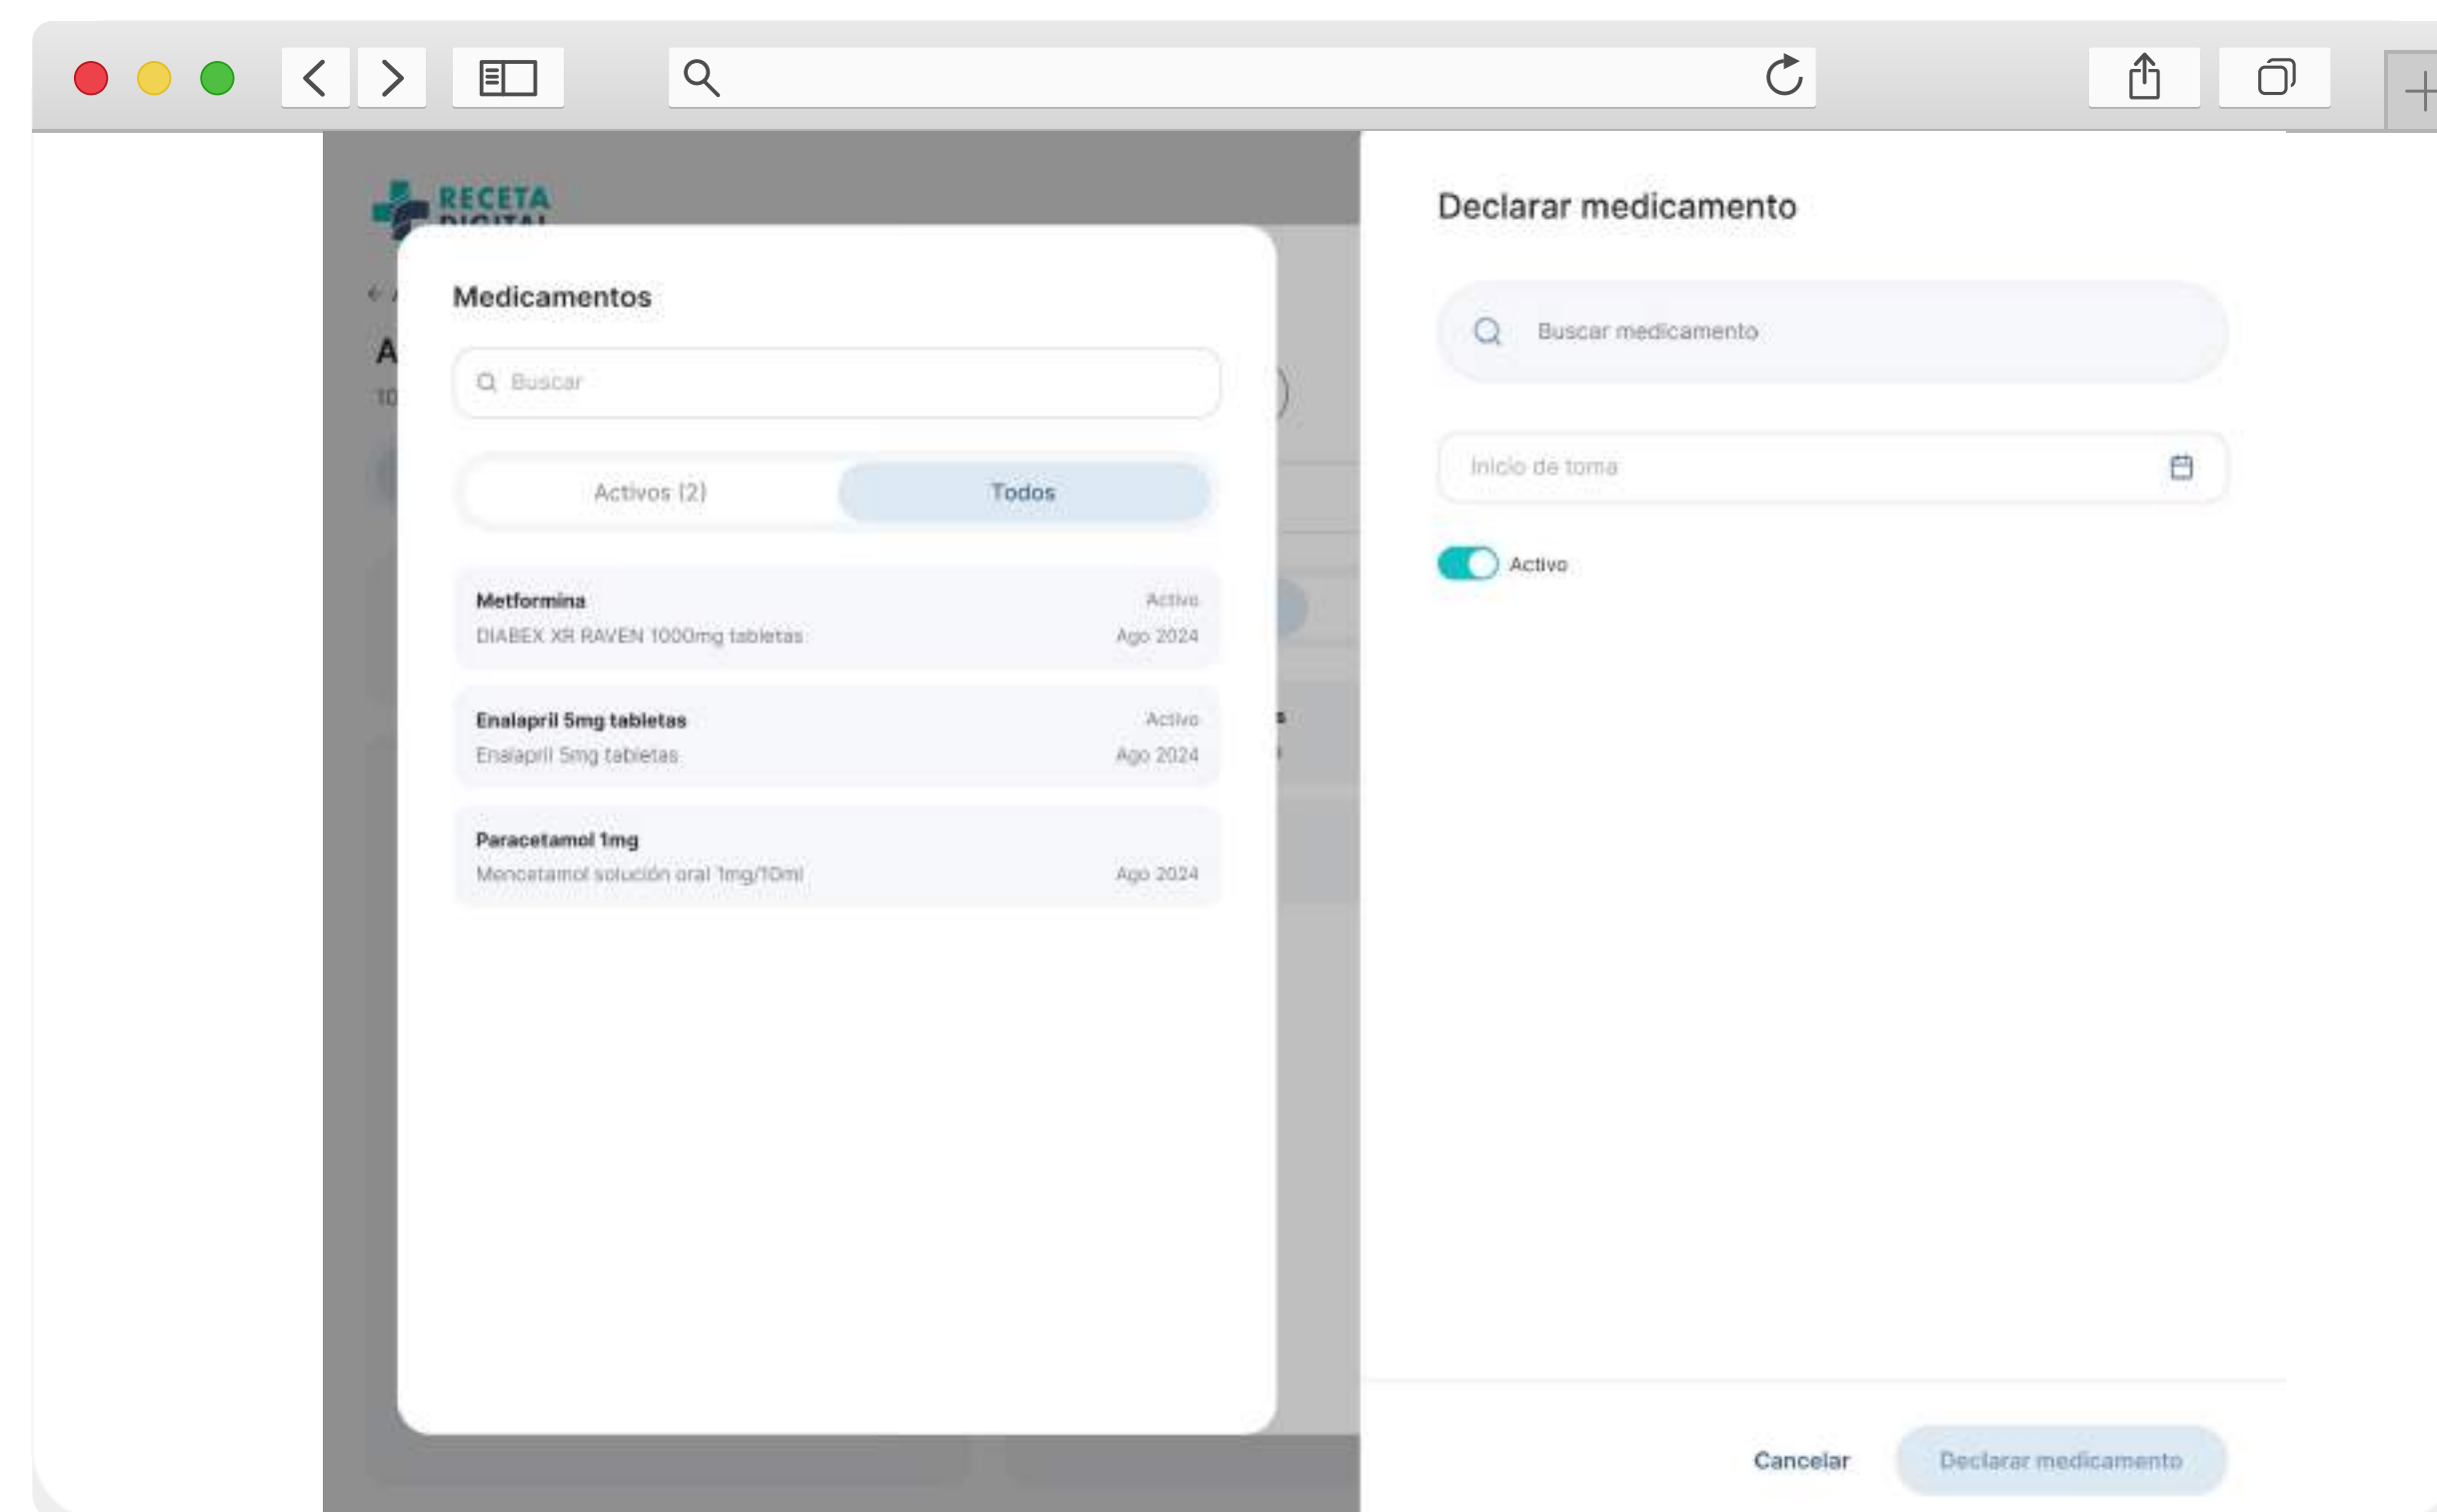 RECETA
DIGITAL
Medicamentos
Buscar
Activos (2)
Todos
Metformina
Activo
DIABEX XR RAVEN 1000mg tabletas
Ago 2024
Enalapril 5mg tabletas
Activo
Enalapril 5mg tabletas
Ago 2024
Paracetamol 1mg
Mencetamol solución oral 1mg/10ml
Ago 2024
Declarar medicamento
Buscar medicamento
Inicio de toma
Activo
Cancelar
Declarar medicamento